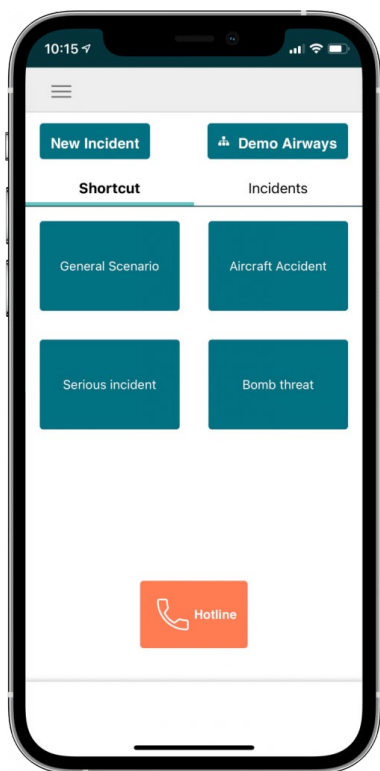 10:15
New Incident
Demo Airways
Shortcut
Incidents
General Scenario
Aircraft Accident
Serious incident
Bomb threat
Hotline